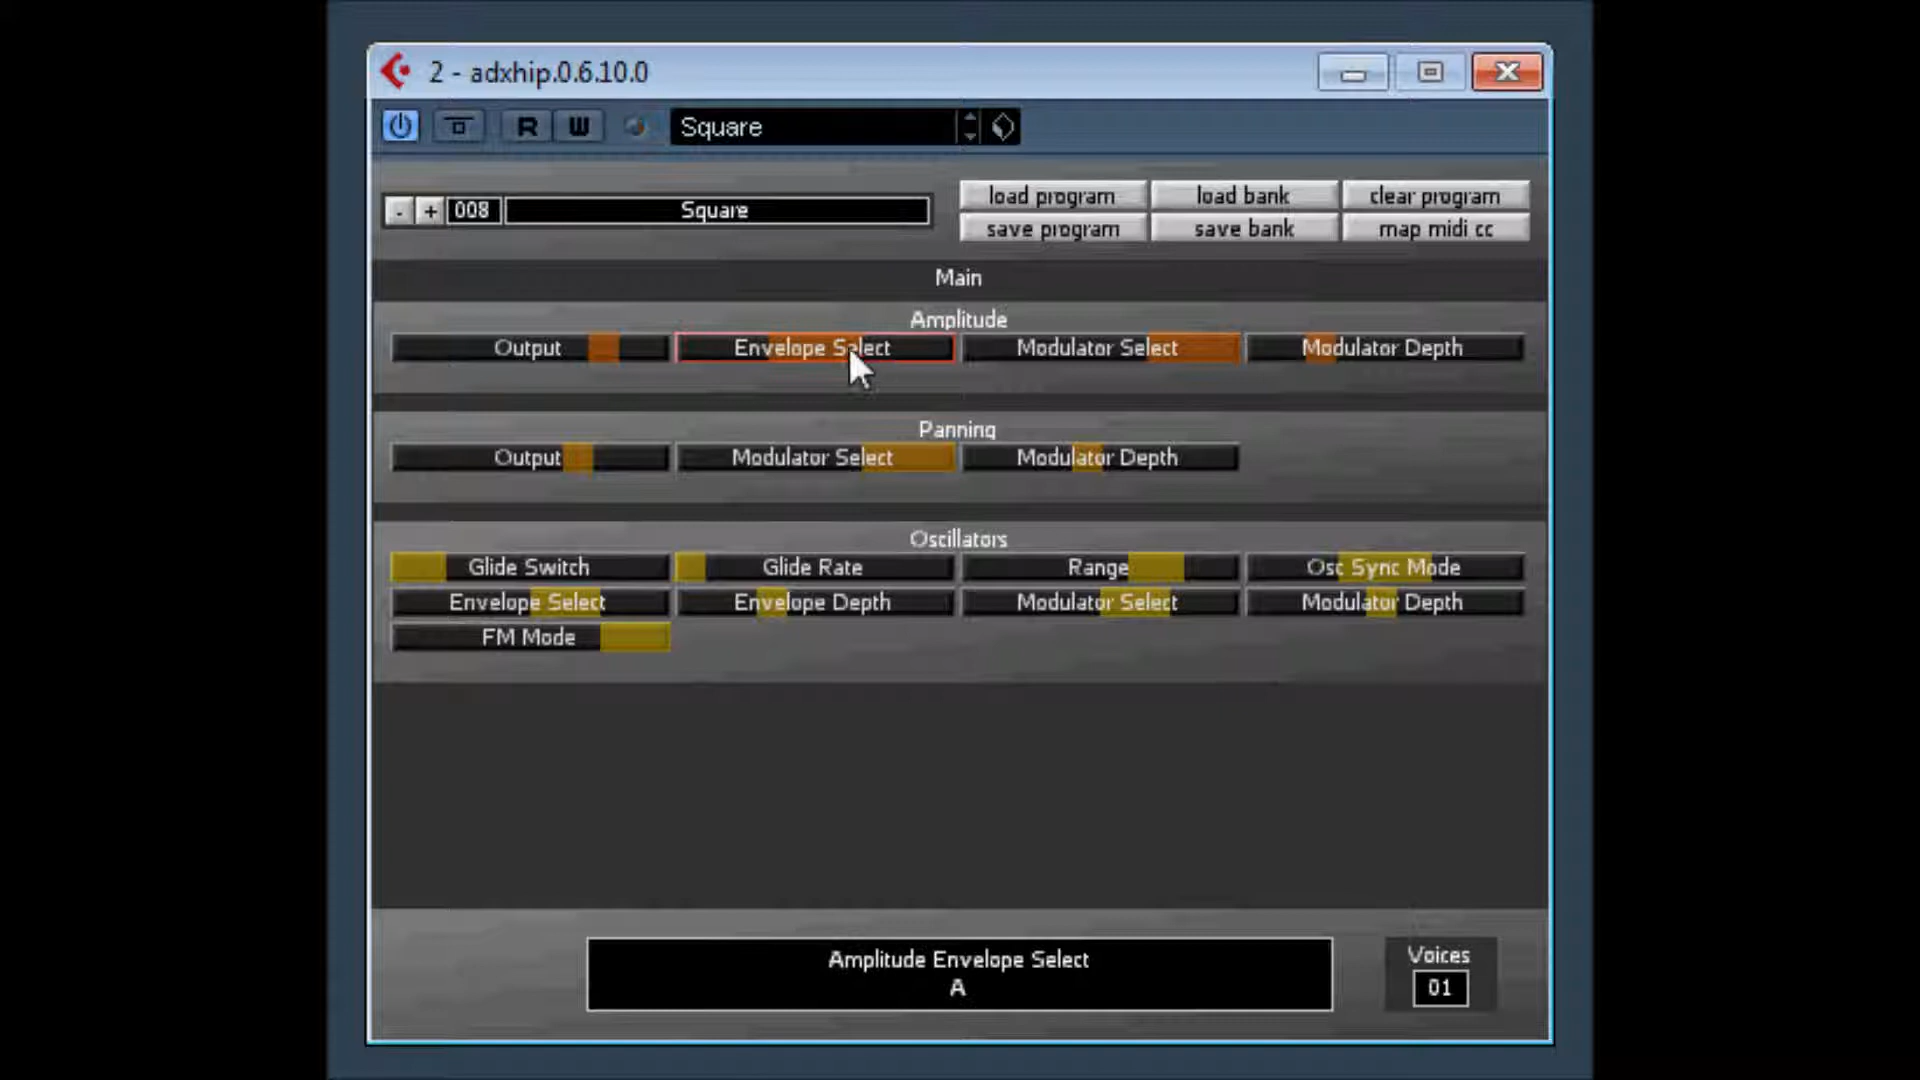 2 - adxhip.0.6.10.0
R W Square
- + 008 Square
load program load bank clear program
save program save bank map midi cc
Main
Amplitude
Output Envelope Select Modulator Select Modulator Depth
Panning
Output Modulator Select Modulator Depth
Oscillators
Glide Switch Glide Rate Range Osc Sync Mode
Envelope Select Envelope Depth Modulator Select Modulator Depth
FM Mode
Amplitude Envelope Select
A
Voices
01